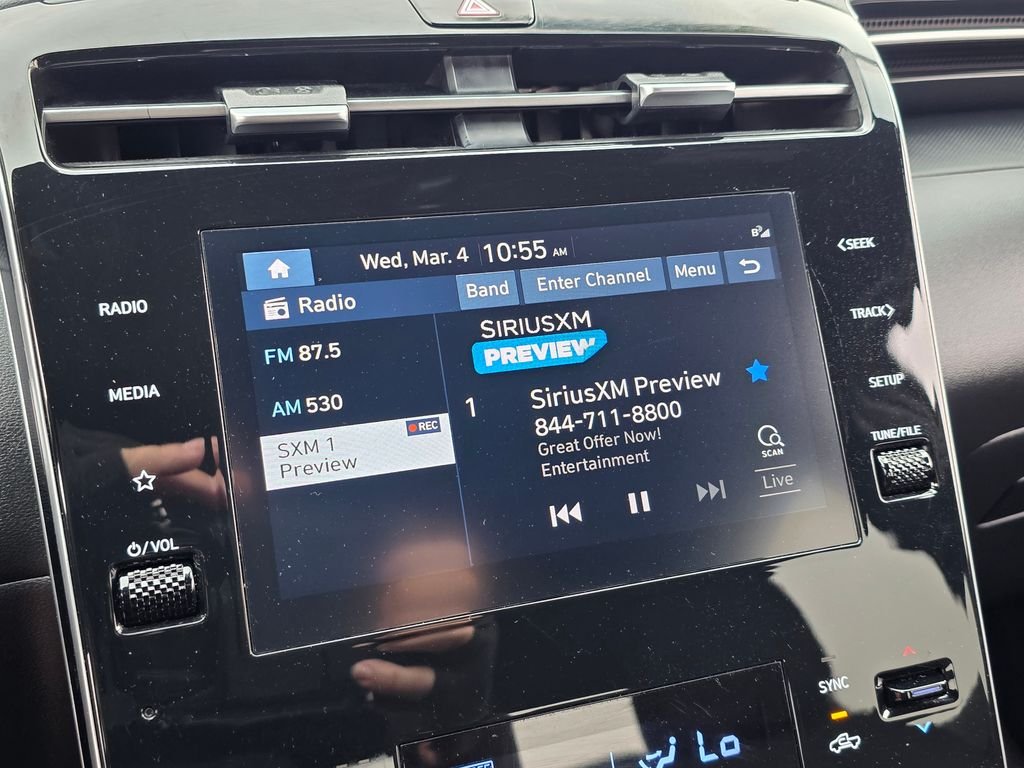 Wed, Mar. 4 10:55 AM
B
Radio Band Enter Channel Menu
FM 87.5
AM 530
REC
SXM 1
Preview
SIRIUSXM
PREVIEW
1
SiriusXM Preview
844-711-8800
Great Offer Now!
Entertainment
SCAN
Live
RADIO
MEDIA
/VOL
<SEEK
TRACK>
SETUP
TUNE/FILE
SYNC
Lo